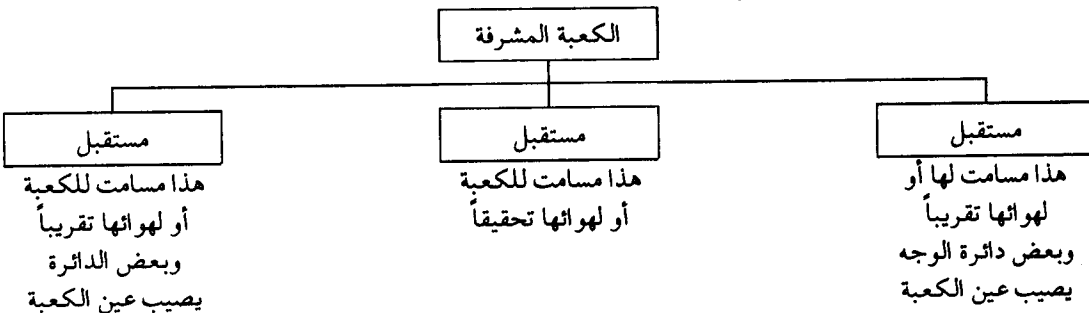 الكعبة المشرفة
مستقبل
هذا مسامت لها أو
لهوائها تقريباً
وبعض دائرة الوجه
يصيب عين الكعبة
مستقبل
هذا مسامت للكعبة
أو لهوائها تحقيقاً
مستقبل
هذا مسامت للكعبة
أو لهوائها تقريباً
وبعض الدائرة
يصيب عين الكعبة